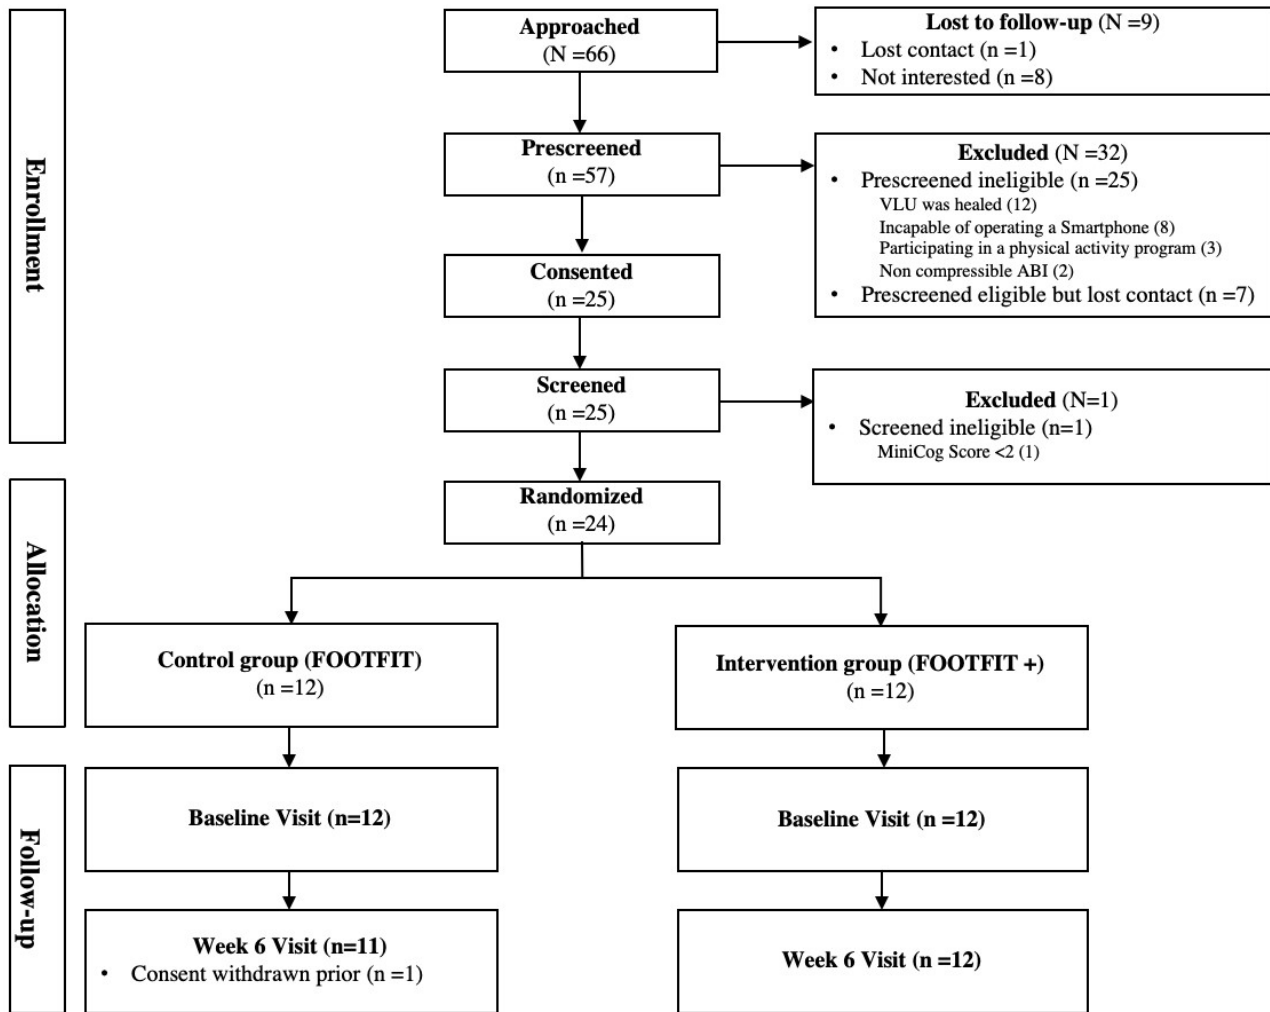 Enrollment
Approached
(N =66)
Lost to follow-up (N =9)
• Lost contact (n =1)
• Not interested (n =8)
Prescreened
(n =57)
Excluded (N =32)
• Prescreened ineligible (n =25)
VLU was healed (12)
Incapable of operating a Smartphone (8)
Participating in a physical activity program (3)
Non compressible ABI (2)
• Prescreened eligible but lost contact (n =7)
Consented
(n =25)
Screened
(n =25)
Excluded (N=1)
• Screened ineligible (n=1)
MiniCog Score <2 (1)
Allocation
Randomized
(n =24)
Control group (FOOTFIT)
(n =12)
Intervention group (FOOTFIT +)
(n =12)
Follow-up
Baseline Visit (n=12)
Baseline Visit (n =12)
Week 6 Visit (n=11)
• Consent withdrawn prior (n =1)
Week 6 Visit (n =12)